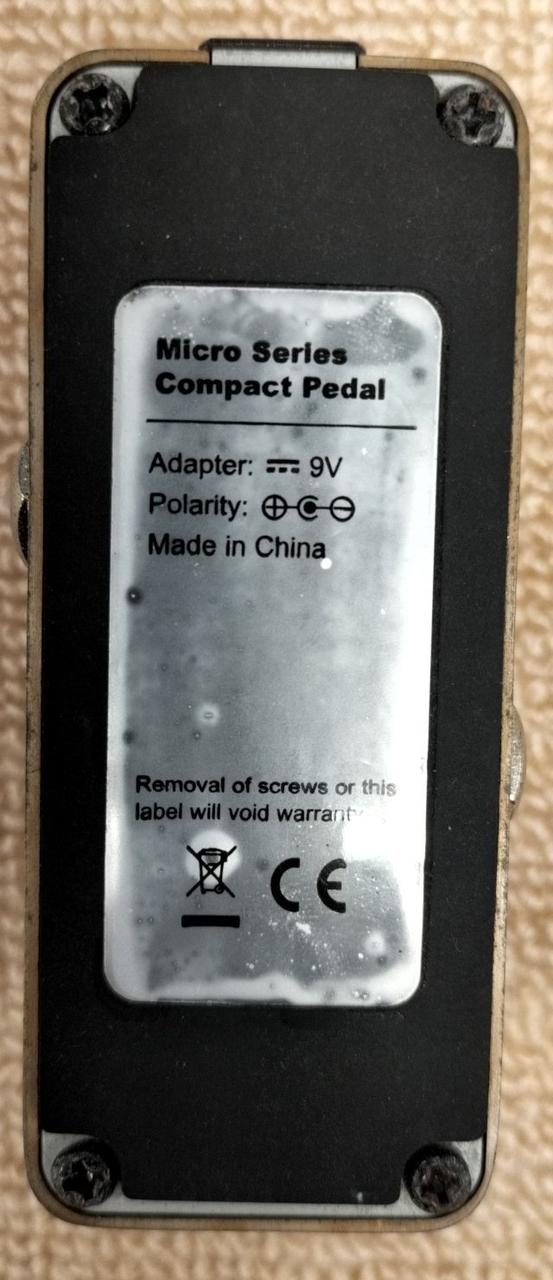 Micro Series
Compact Pedal
Adapter: ⎓ 9V
Polarity:
Made in China
Removal of screws or this
label will void warranty
CE